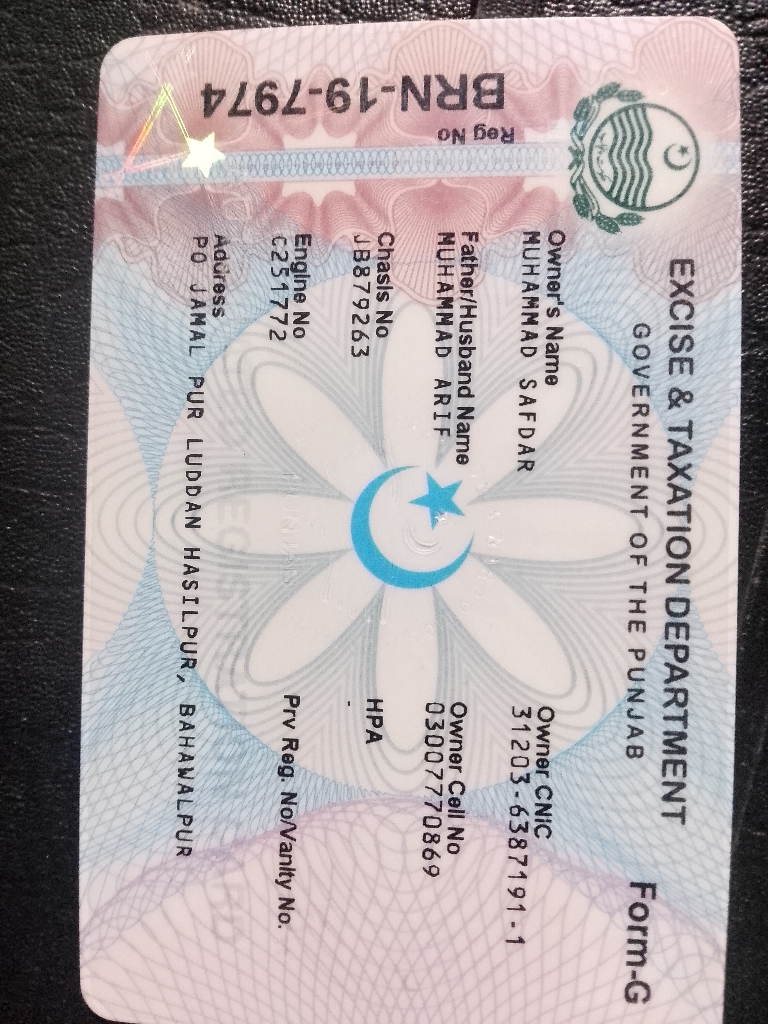 EXCISE & TAXATION DEPARTMENT
GOVERNMENT OF THE PUNJAB
Form-G
Reg No
BRN-19-7974
Owner's Name
MUHAMMAD SAFDAR
Owner CNIC
31203-6387191-1
Father/Husband Name
MUHAMMAD ARIF
Owner Cell No
03007770869
Chasis No
JB879263
HPA
-
Engine No
C251772
Prv Reg. No/Vanity No.
Address
PO JAMAL PUR LUDDAN HASILPUR, BAHAWALPUR